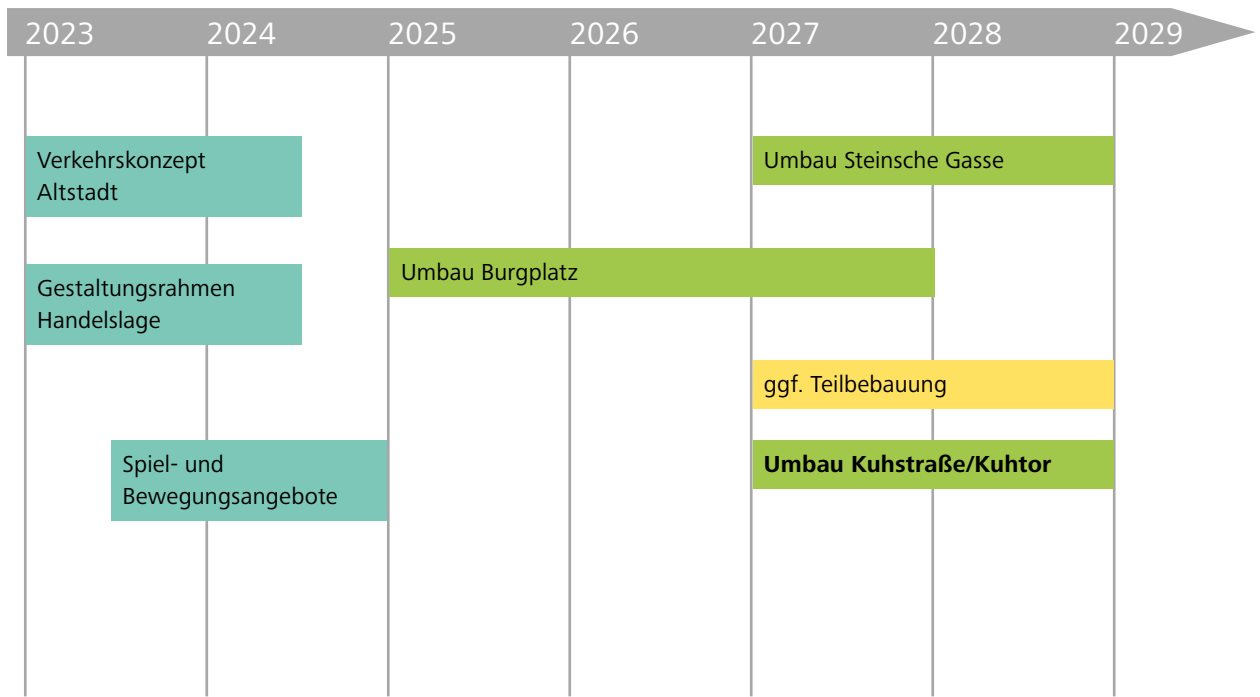 2023 2024 2025 2026 2027 2028 2029
Verkehrskonzept
Altstadt
Umbau Steinsche Gasse
Umbau Burgplatz
Gestaltungsrahmen
Handelslage
ggf. Teilbebauung
Spiel- und
Bewegungsangebote
Umbau Kuhstraße/Kuhtor